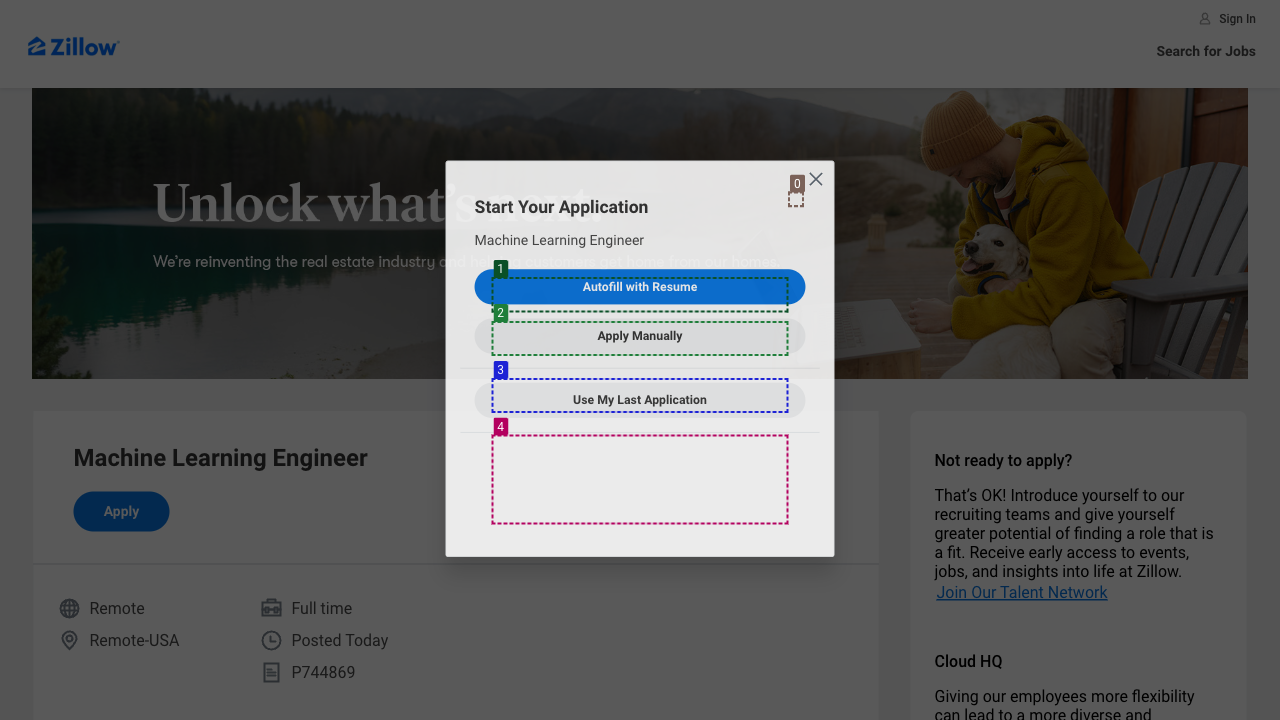 Sign In
Zillow
Search for Jobs
Unlock what's next.
We're reinventing the real estate industry and helping customers get home from our homes.
0
Start Your Application
Machine Learning Engineer
1
Autofill with Resume
2
Apply Manually
3
Use My Last Application
4
Machine Learning Engineer
Apply
Remote
Full time
Remote-USA
Posted Today
P744869
Not ready to apply?
That's OK! Introduce yourself to our
recruiting teams and give yourself
greater potential of finding a role that is
a fit. Receive early access to events,
jobs, and insights into life at Zillow.
Join Our Talent Network
Cloud HQ
Giving our employees more flexibility
can lead to a more diverse and